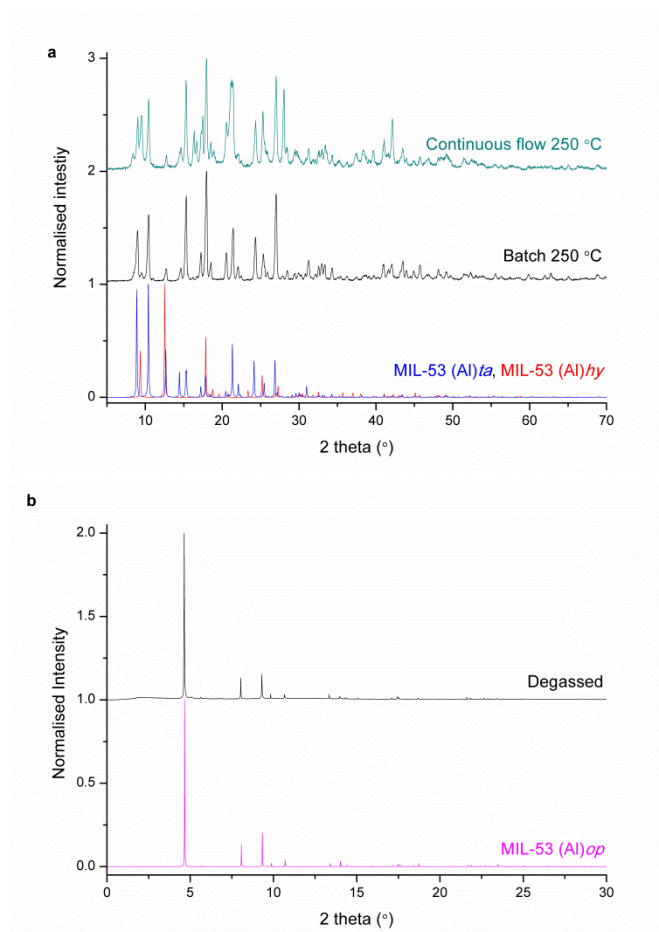 a
3
2
1
0
Normalised intestiy
Continuous flow 250 °C
Batch 250 °C
MIL-53 (Al)ta, MIL-53 (Al)hy
10 20 30 40 50 60 70
2 theta (°)
b
2.0
1.5
1.0
0.5
0.0
Normalised Intensity
Degassed
MIL-53 (Al)op
0 5 10 15 20 25 30
2 theta (°)